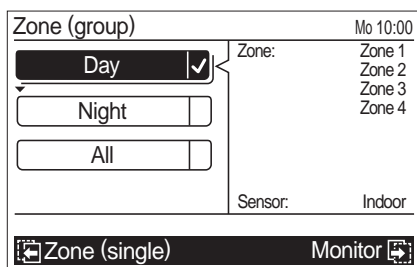 Zone (group) Mo 10:00
Day
Night
All
Zone: Zone 1
Zone 2
Zone 3
Zone 4
Sensor: Indoor
Zone (single) Monitor